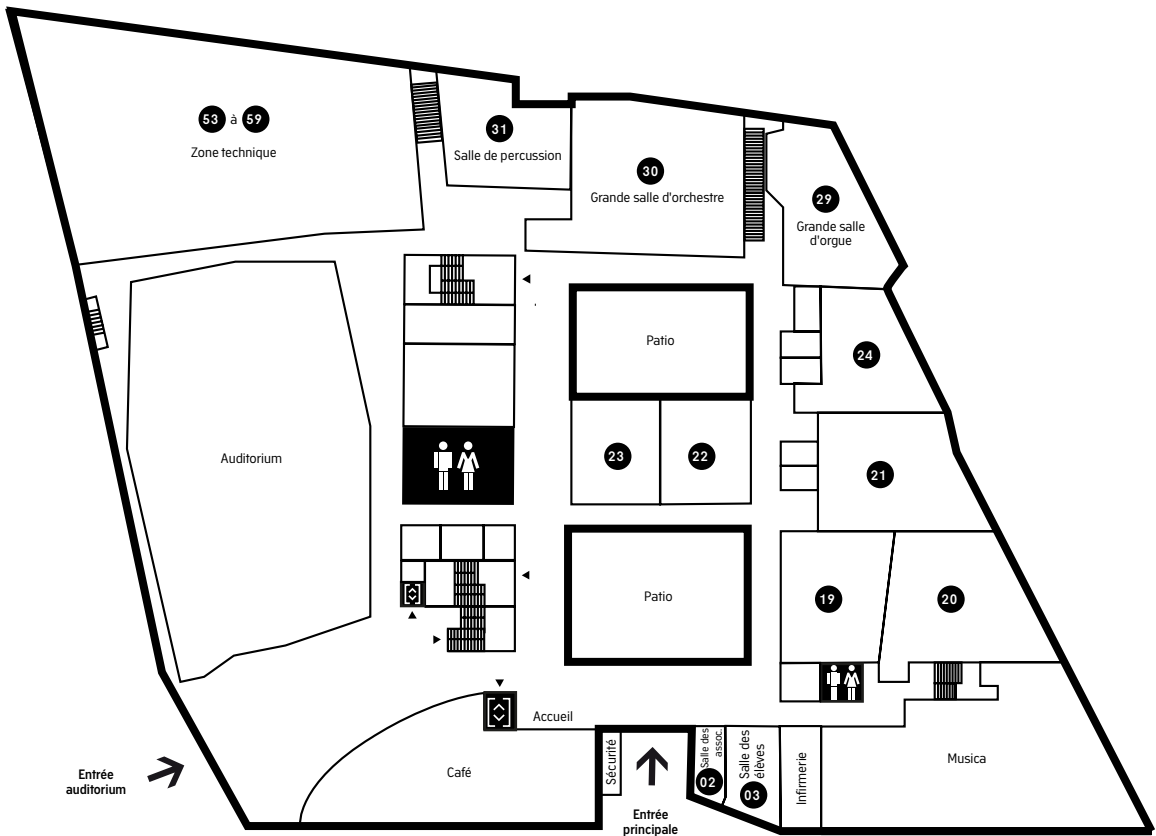 53 à 59
Zone technique
31
Salle de percussion
30
Grande salle d'orchestre
29
Grande salle
d'orgue
Patio
24
Auditorium
23
22
21
Patio
19
20
Accueil
Entrée
auditorium
Café
Sécurité
Entrée
principale
Salle des
assoc.
02
Salle des
élèves
03
Infirmerie
Musica